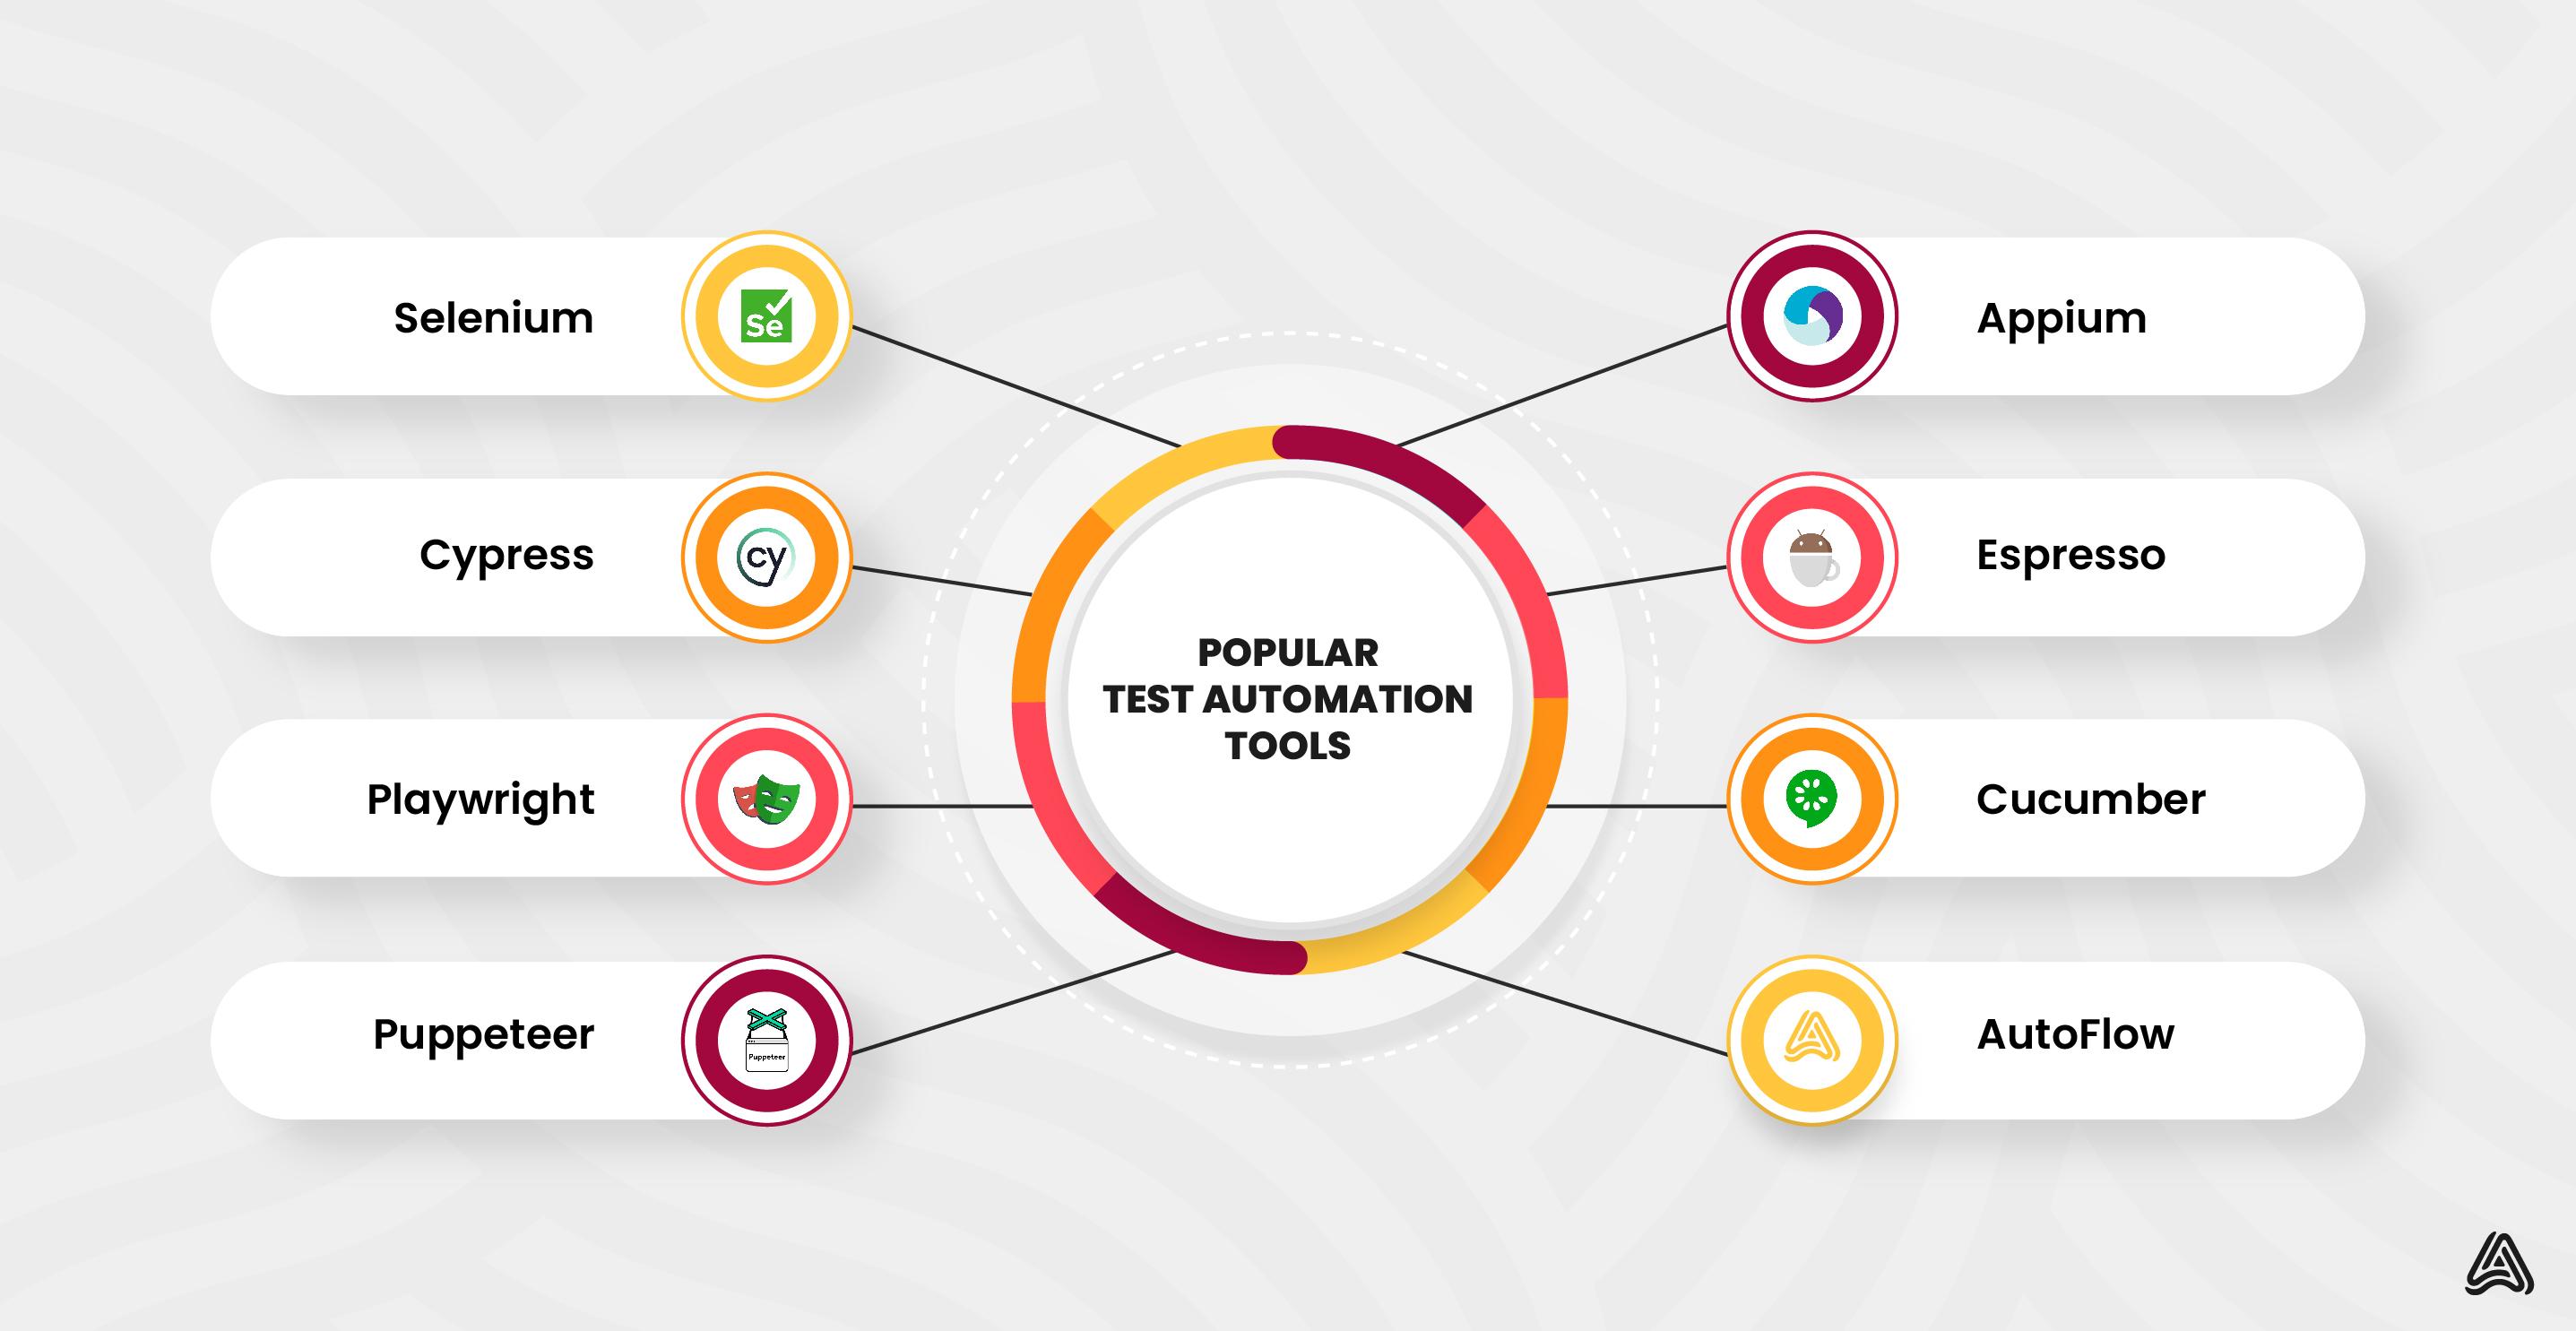 Selenium
Se
Cypress
cy
Playwright
Puppeteer
Puppeteer
POPULAR
TEST AUTOMATION
TOOLS
Appium
Espresso
Cucumber
AutoFlow